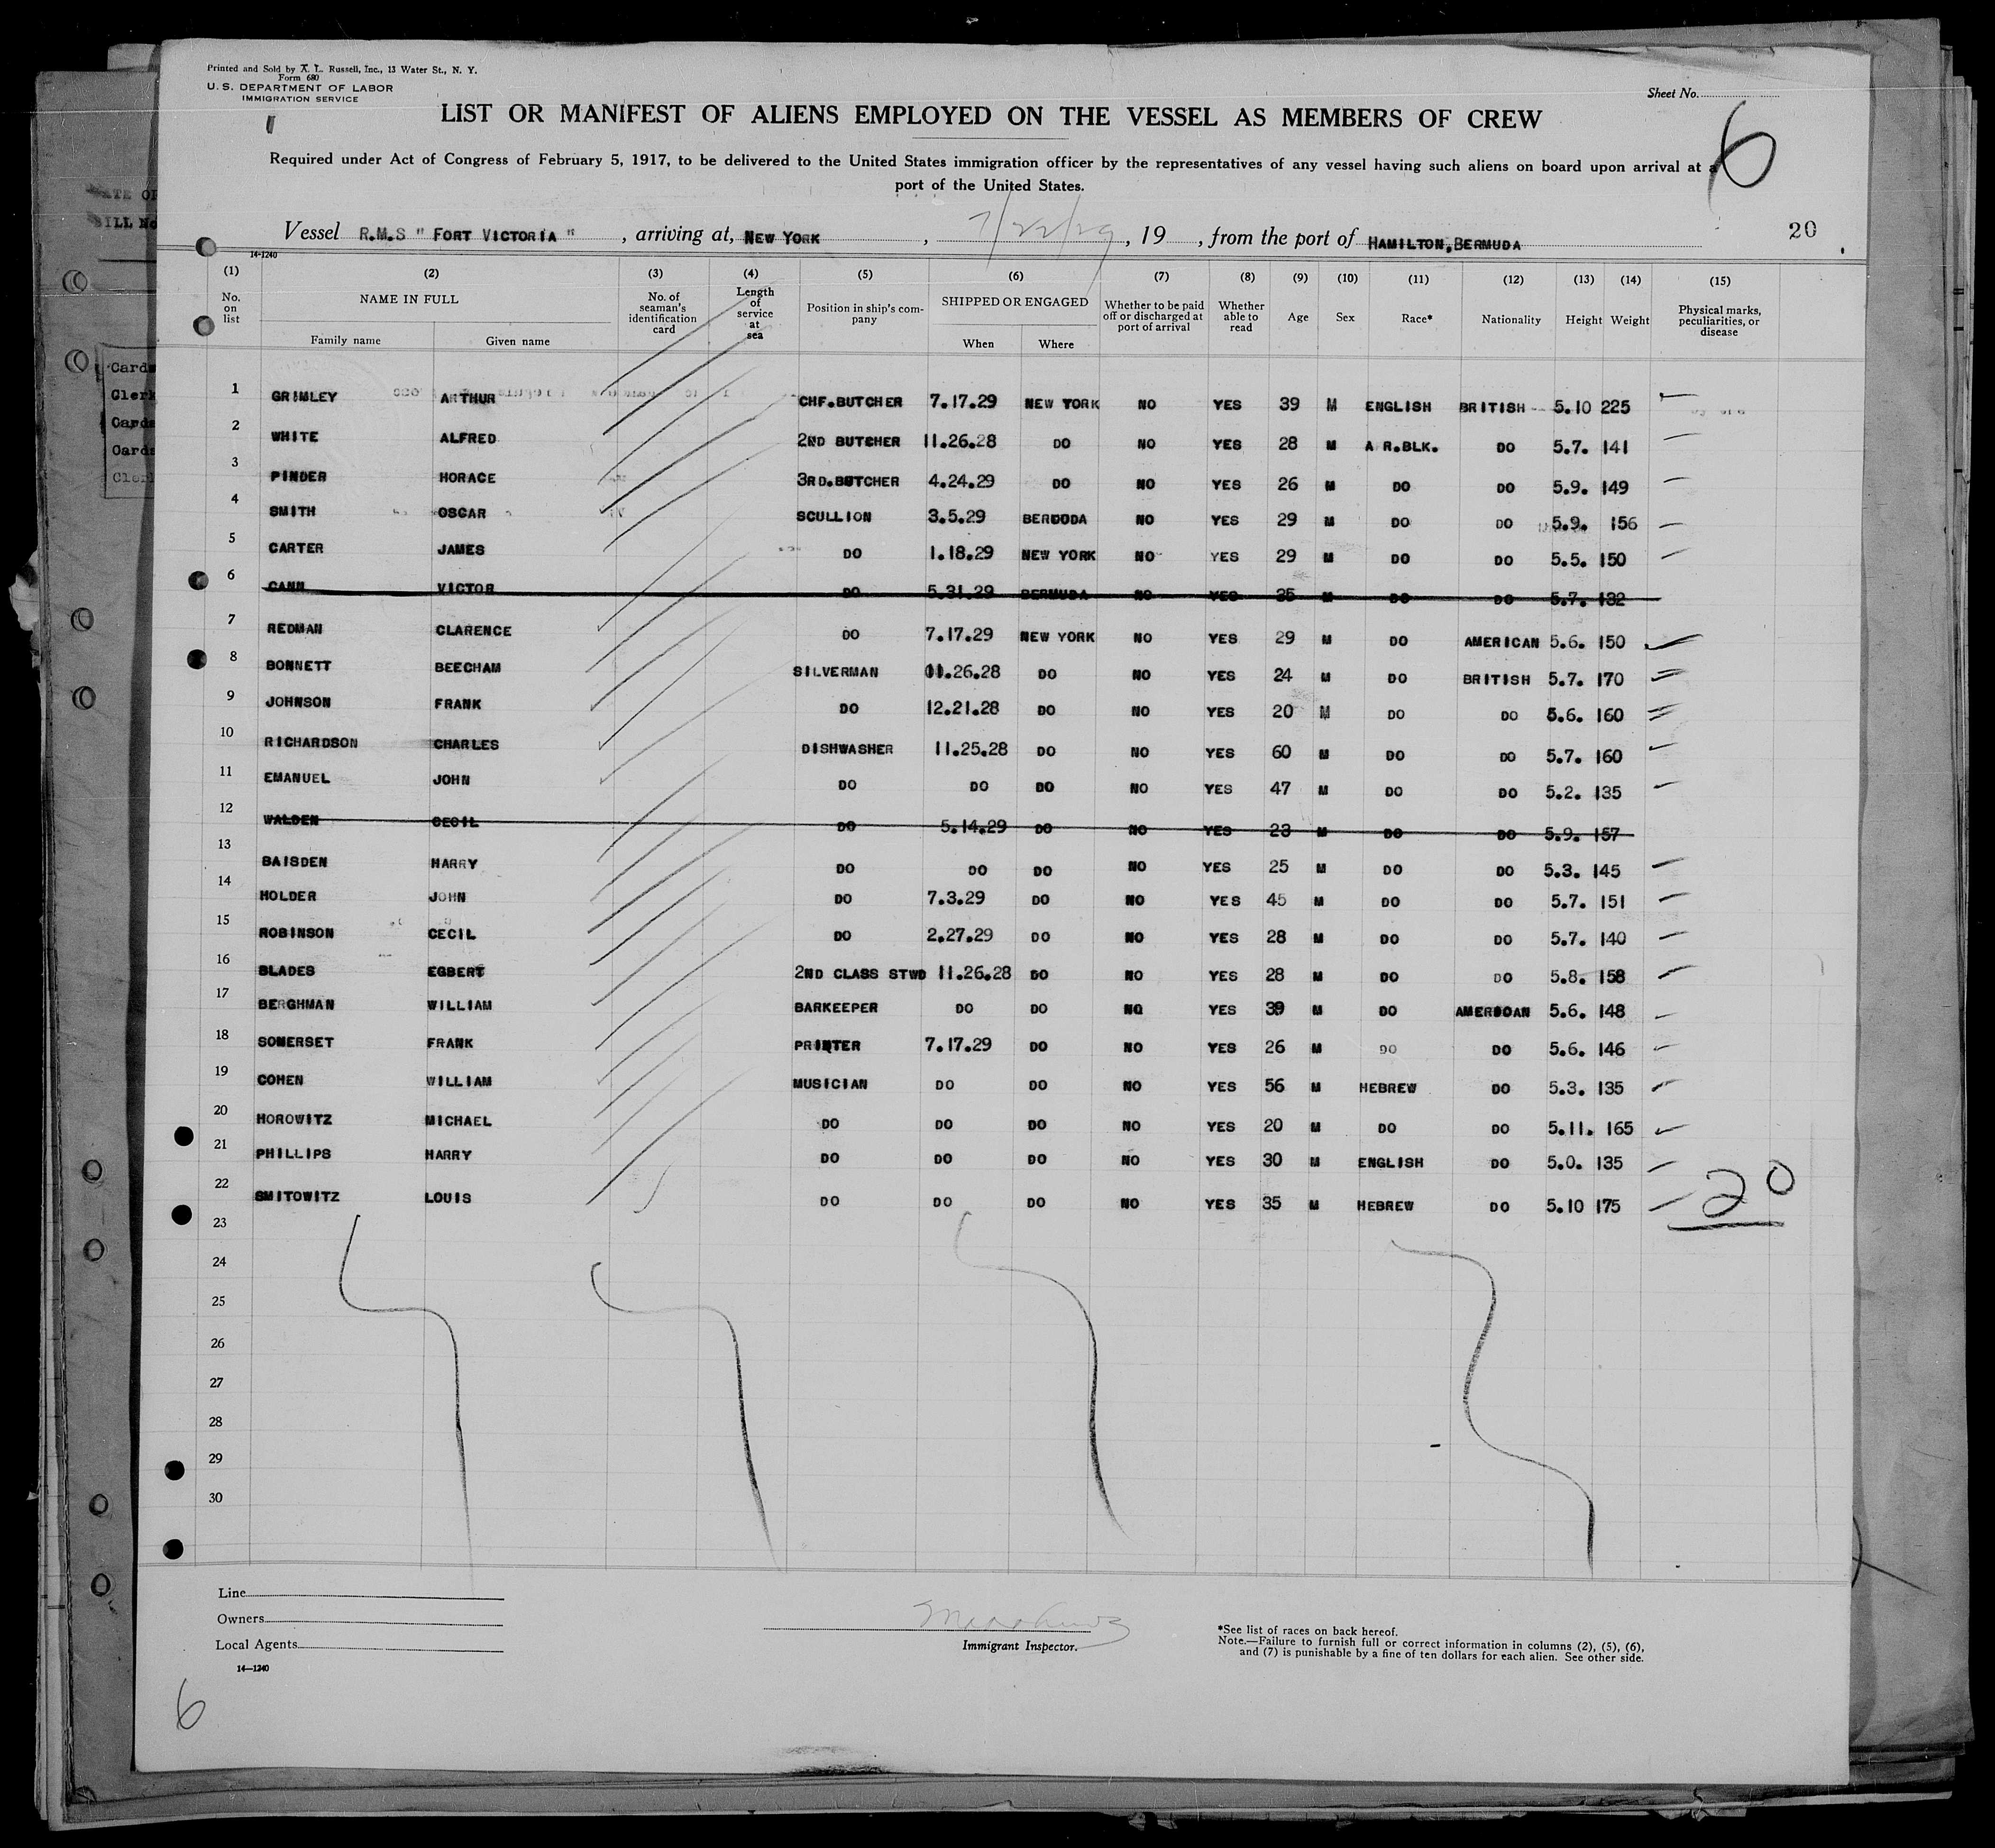 Printed and Sold by A. L. Russell, Inc., 13 Water St., N. Y.
Form 680
U. S. DEPARTMENT OF LABOR
IMMIGRATION SERVICE
Sheet No.
6
LIST OR MANIFEST OF ALIENS EMPLOYED ON THE VESSEL AS MEMBERS OF CREW
Required under Act of Congress of February 5, 1917, to be delivered to the United States immigration officer by the representatives of any vessel having such aliens on board upon arrival at a
port of the United States.
Vessel R.M.S " FORT VICTORIA " , arriving at, NEW YORK , 7/22/29 , 19 , from the port of HAMILTON, BERMUDA 20
14-1240
(1) (2) (3) (4) (5) (6) (7) (8) (9) (10) (11) (12) (13) (14) (15)
No. on list NAME IN FULL Family name Given name No. of seaman's identification card Length of service at sea Position in ship's company SHIPPED OR ENGAGED When Where Whether to be paid off or discharged at port of arrival Whether able to read Age Sex Race* Nationality Height Weight Physical marks, peculiarities, or disease
1 GRIMLEY ARTHUR CHF.BUTCHER 7.17.29 NEW YORK NO YES 39 M ENGLISH BRITISH 5.10 225
2 WHITE ALFRED 2ND BUTCHER 11.26.28 DO NO YES 28 M A R.BLK. DO 5.7. 141
3 PINDER HORACE 3RD.BUTCHER 4.24.29 DO NO YES 26 M DO DO 5.9. 149
4 SMITH OSCAR SCULLION 3.5.29 BERUDDA NO YES 29 M DO DO 5.9. 156
5 CARTER JAMES DO 1.18.29 NEW YORK NO YES 29 M DO DO 5.5. 150
6 CANN VICTOR DO 5.31.29 BERMUDA NO YES 35 M DO DO 5.7. 132
7 REDMAN CLARENCE DO 7.17.29 NEW YORK NO YES 29 M DO AMERICAN 5.6. 150
8 BONNETT BEECHAM SILVERMAN 11.26.28 DO NO YES 24 M DO BRITISH 5.7. 170
9 JOHNSON FRANK DO 12.21.28 DO NO YES 20 M DO DO 5.6. 160
10 RICHARDSON CHARLES DISHWASHER 11.25.28 DO NO YES 60 M DO DO 5.7. 160
11 EMANUEL JOHN DO DO DO NO YES 47 M DO DO 5.2. 135
12 WALDEN CECIL DO 5.14.29 DO NO YES 23 M DO DO 5.9. 157
13 BAISDEN HARRY DO DO DO NO YES 25 M DO DO 5.3. 145
14 HOLDER JOHN DO 7.3.29 DO NO YES 45 M DO DO 5.7. 151
15 ROBINSON CECIL DO 2.27.29 DO NO YES 28 M DO DO 5.7. 140
16 BLADES EGBERT 2ND CLASS STWD 11.26.28 DO NO YES 28 M DO DO 5.8. 158
17 BERGHMAN WILLIAM BARKEEPER DO DO NO YES 39 M DO AMERICAN 5.6. 148
18 SOMERSET FRANK PRINTER 7.17.29 DO NO YES 26 M DO DO 5.6. 146
19 COHEN WILLIAM MUSICIAN DO DO NO YES 56 M HEBREW DO 5.3. 135
20 HOROWITZ MICHAEL DO DO DO NO YES 20 M DO DO 5.11. 165
21 PHILLIPS HARRY DO DO DO NO YES 30 M ENGLISH DO 5.0. 135
22 SMITOWITZ LOUIS DO DO DO NO YES 35 M HEBREW DO 5.10 175
20
23
24
25
26
27
28
29
30
Line
Owners
Local Agents
14—1240
Immigrant Inspector.
*See list of races on back hereof.
Note.—Failure to furnish full or correct information in columns (2), (5), (6),
and (7) is punishable by a fine of ten dollars for each alien. See other side.
6